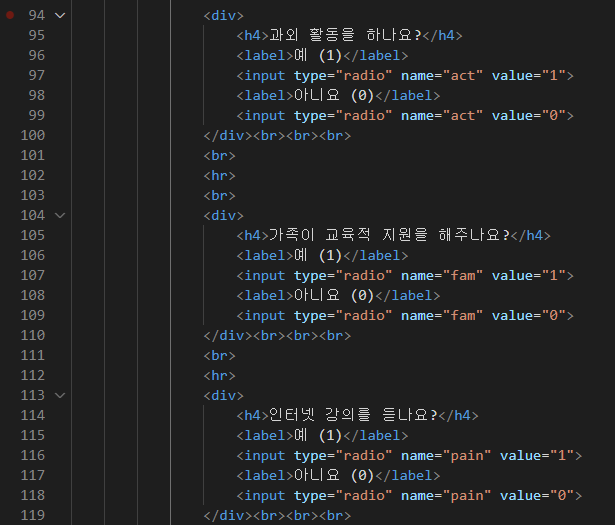 94 <div>
95 <h4>과외 활동을 하나요?</h4>
96 <label>예 (1)</label>
97 <input type="radio" name="act" value="1">
98 <label>아니요 (0)</label>
99 <input type="radio" name="act" value="0">
100 </div><br><br><br>
101 <br>
102 <hr>
103 <br>
104 <div>
105 <h4>가족이 교육적 지원을 해주나요?</h4>
106 <label>예 (1)</label>
107 <input type="radio" name="fam" value="1">
108 <label>아니요 (0)</label>
109 <input type="radio" name="fam" value="0">
110 </div><br><br><br>
111 <br>
112 <hr>
113 <div>
114 <h4>인터넷 강의를 듣나요?</h4>
115 <label>예 (1)</label>
116 <input type="radio" name="pain" value="1">
117 <label>아니요 (0)</label>
118 <input type="radio" name="pain" value="0">
119 </div><br><br><br>